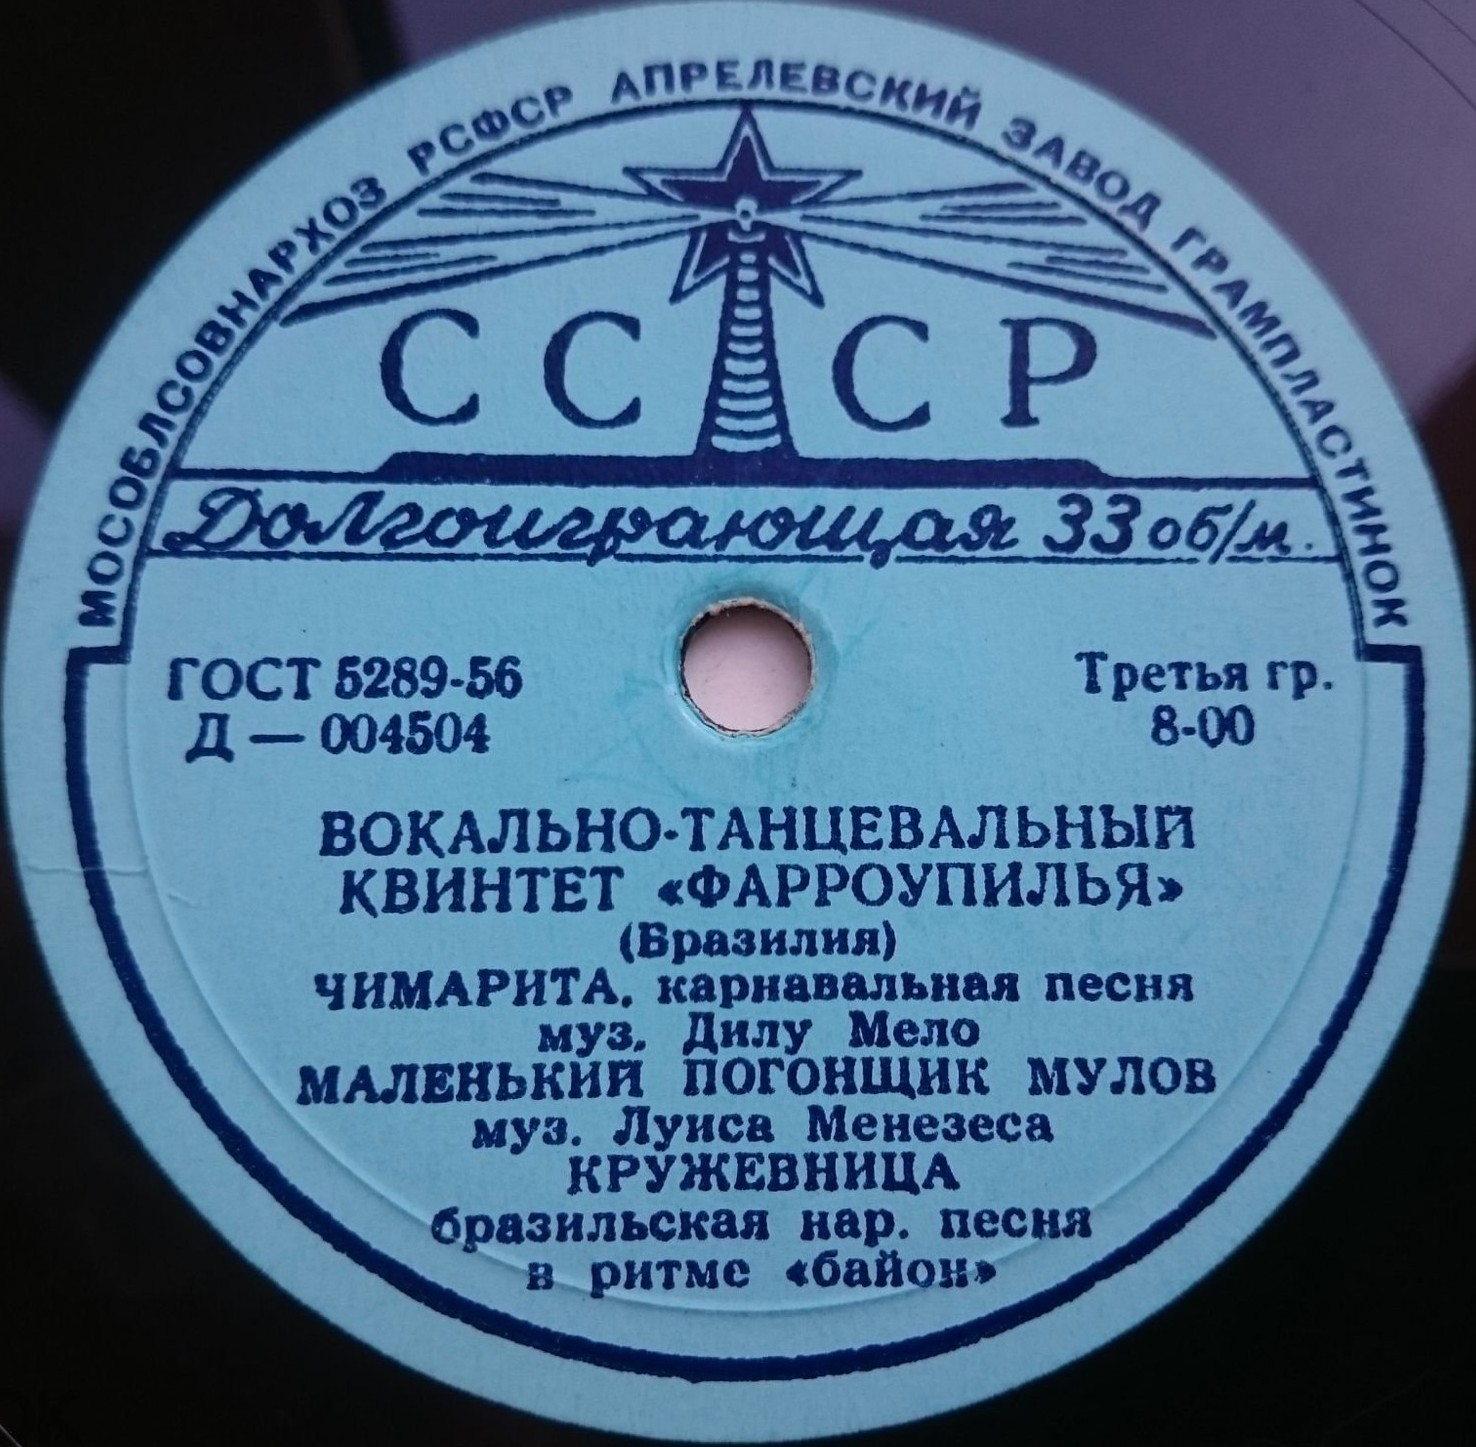 МОСОБЛСОВНАРХОЗ РСФСР АПРЕЛЕВСКИЙ ЗАВОД ГРАМПЛАСТИНОК
СССР
Долгоиграющая 33 об/м.
ГОСТ 5289-56
Третья гр.
Д — 004504
8-00
ВОКАЛЬНО-ТАНЦЕВАЛЬНЫЙ
КВИНТЕТ «ФАРРОУПИЛЬЯ»
(Бразилия)
ЧИМАРИТА, карнавальная песня
муз. Дилу Мело
МАЛЕНЬКИЙ ПОГОНЩИК МУЛОВ
муз. Луиса Менезеса
КРУЖЕВНИЦА
бразильская нар. песня
в ритме «байон»